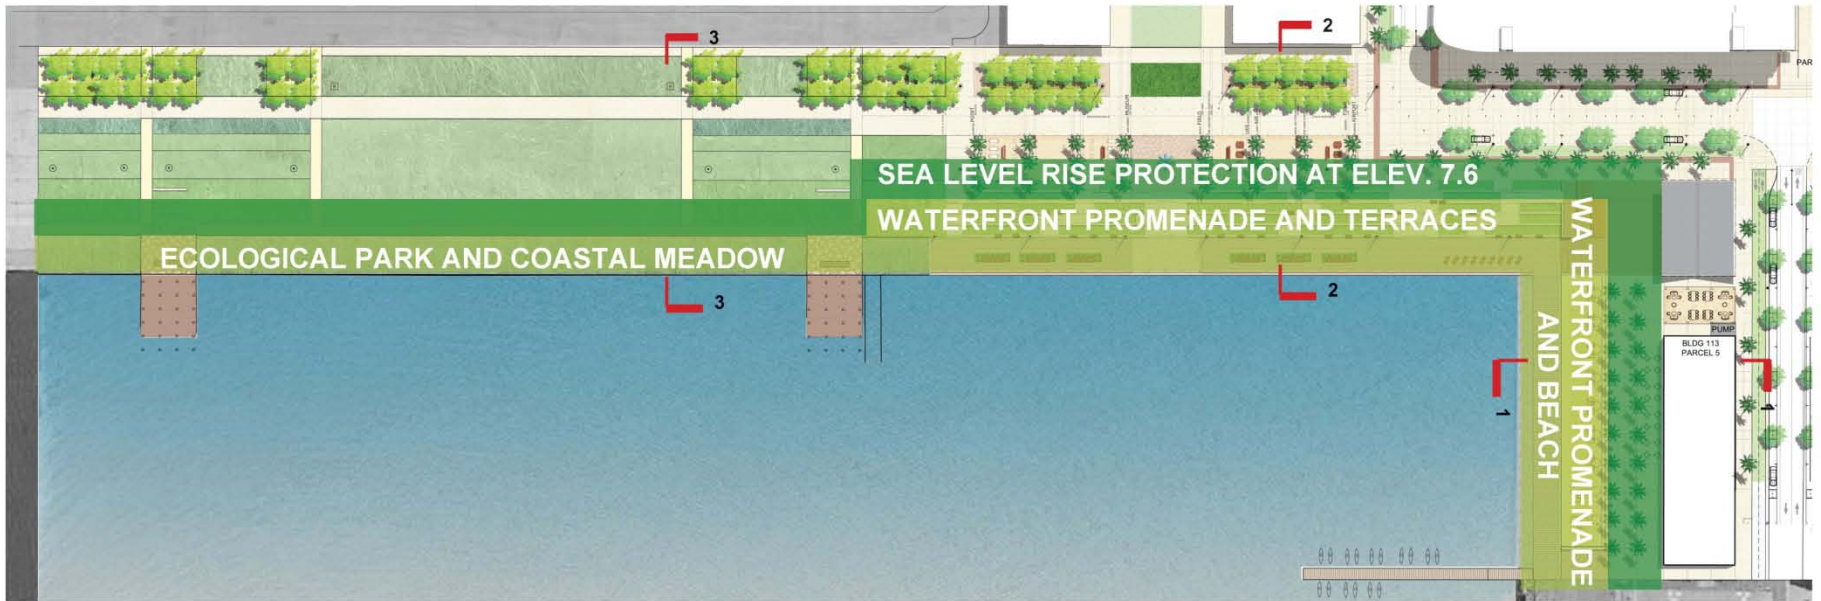 3
2
PAR
SEA LEVEL RISE PROTECTION AT ELEV. 7.6
WATERFRONT PROMENADE AND TERRACES
ECOLOGICAL PARK AND COASTAL MEADOW
3
2
WATERFRONT PROMENADE
AND BEACH
PUMP
BLDG 113
PARCEL 5
1
1